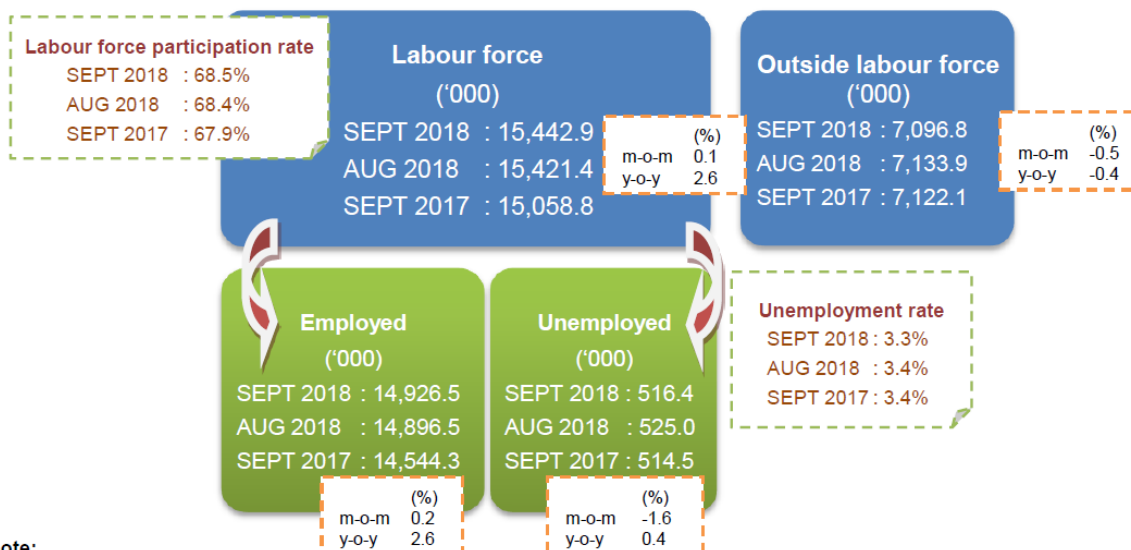 Labour force participation rate
SEPT 2018 : 68.5%
AUG 2018 : 68.4%
SEPT 2017 : 67.9%
Labour force
(‘000)
SEPT 2018 : 15,442.9
AUG 2018 : 15,421.4
SEPT 2017 : 15,058.8
(%)
m-o-m 0.1
y-o-y 2.6
Outside labour force
(‘000)
SEPT 2018 : 7,096.8
AUG 2018 : 7,133.9
SEPT 2017 : 7,122.1
(%)
m-o-m -0.5
y-o-y -0.4
Employed
(‘000)
SEPT 2018 : 14,926.5
AUG 2018 : 14,896.5
SEPT 2017 : 14,544.3
(%)
m-o-m 0.2
y-o-y 2.6
Unemployed
(‘000)
SEPT 2018 : 516.4
AUG 2018 : 525.0
SEPT 2017 : 514.5
(%)
m-o-m -1.6
y-o-y 0.4
Unemployment rate
SEPT 2018 : 3.3%
AUG 2018 : 3.4%
SEPT 2017 : 3.4%